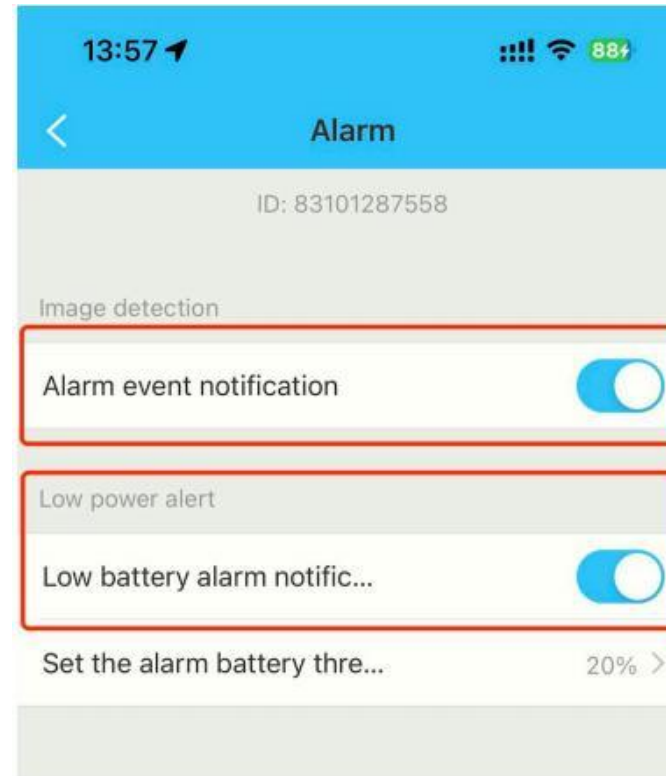 13:57
88
Alarm
ID: 83101287558
Image detection
Alarm event notification
Low power alert
Low battery alarm notific...
Set the alarm battery thre...
20%